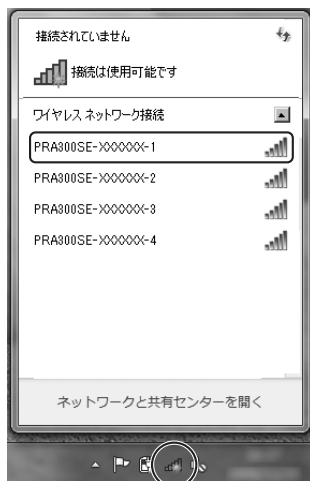 接続されていません
接続は使用可能です
ワイヤレス ネットワーク接続
PRA300SE-XXXXXX-1
PRA300SE-XXXXXX-2
PRA300SE-XXXXXX-3
PRA300SE-XXXXXX-4
ネットワークと共有センターを開く